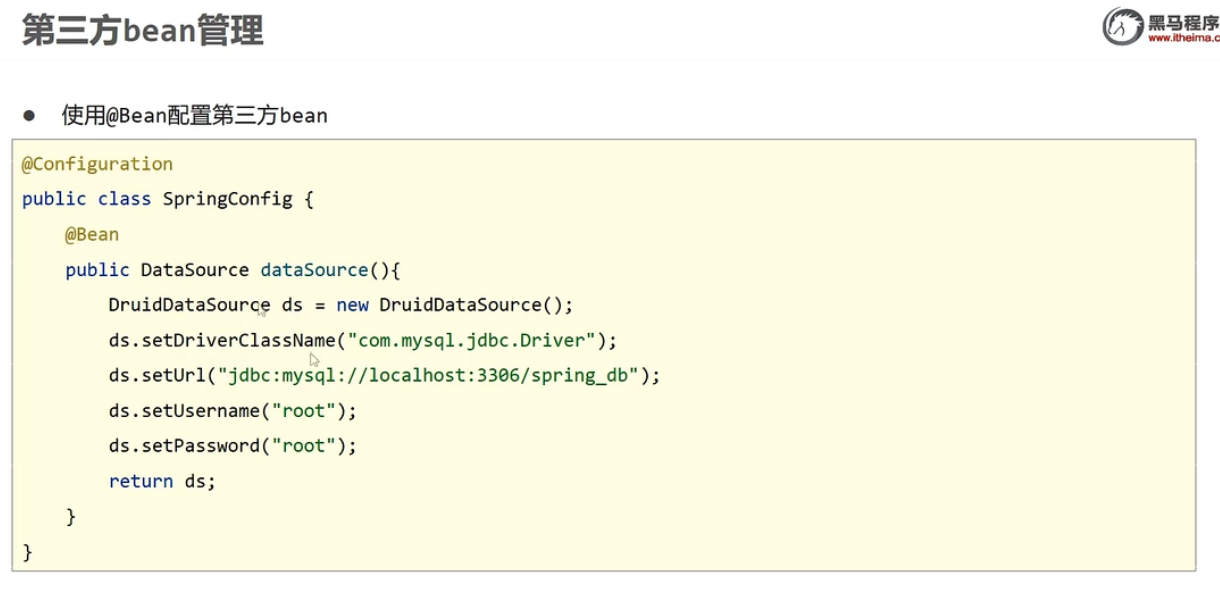 第三方bean管理
黑马程序
www.itheima.c
● 使用@Bean配置第三方bean
@Configuration
public class SpringConfig {
    @Bean
    public DataSource dataSource(){
        DruidDataSource ds = new DruidDataSource();
        ds.setDriverClassName("com.mysql.jdbc.Driver");
        ds.setUrl("jdbc:mysql://localhost:3306/spring_db");
        ds.setUsername("root");
        ds.setPassword("root");
        return ds;
    }
}